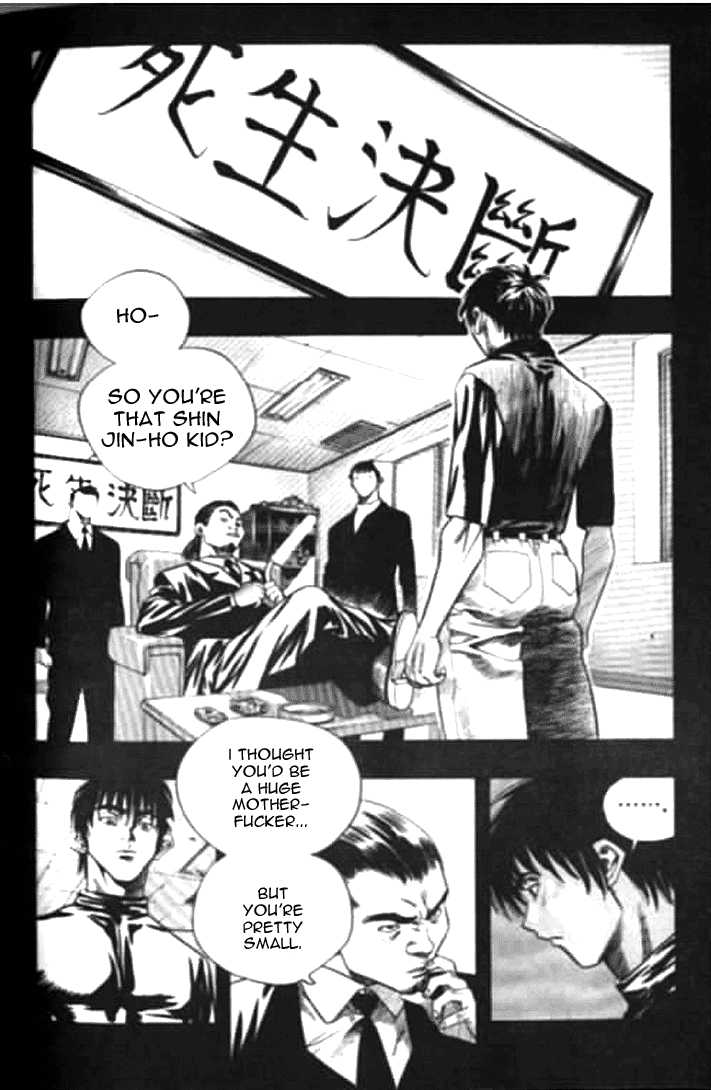 死生決斷
HO-
SO YOU'RE
THAT SHIN
JIN-HO KID?
死生決斷
I THOUGHT
YOU'D BE
A HUGE
MOTHER-
FUCKER...
BUT
YOU'RE
PRETTY
SMALL.
.......